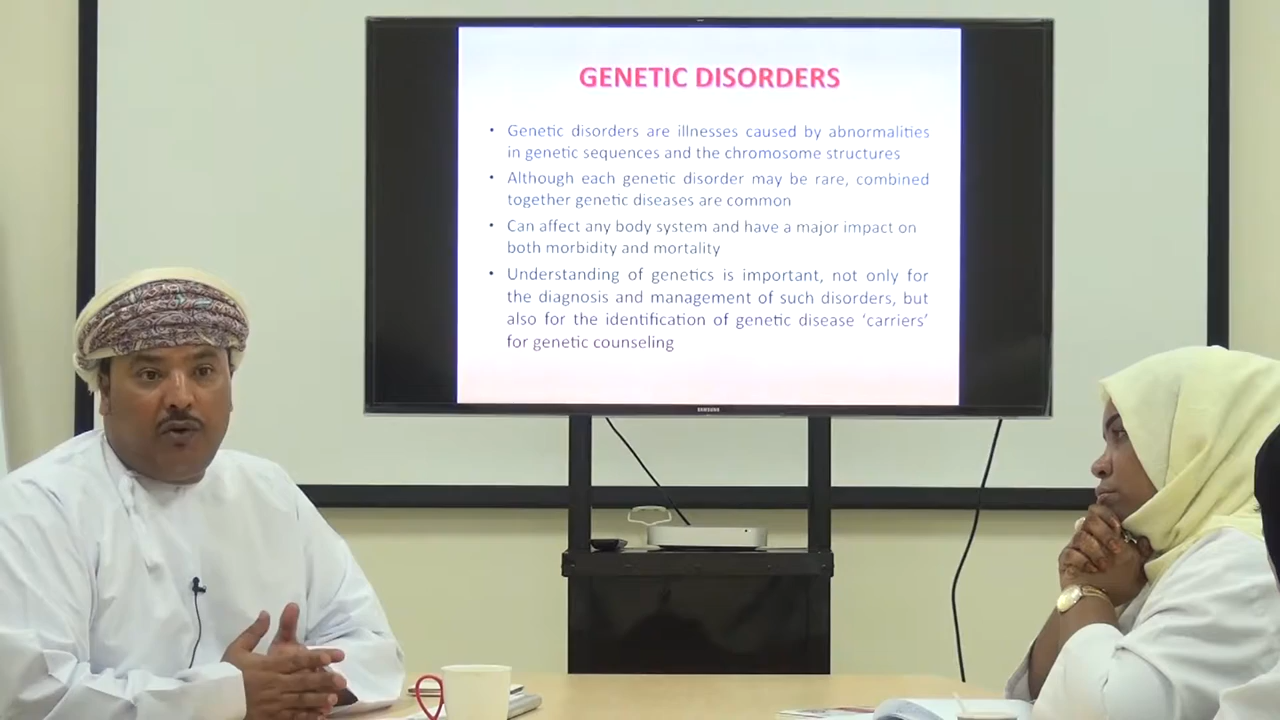 GENETIC DISORDERS
• Genetic disorders are illnesses caused by abnormalities
in genetic sequences and the chromosome structures
• Although each genetic disorder may be rare, combined
together genetic diseases are common
• Can affect any body system and have a major impact on
both morbidity and mortality
• Understanding of genetics is important, not only for
the diagnosis and management of such disorders, but
also for the identification of genetic disease ‘carriers’
for genetic counseling
SAMSUNG